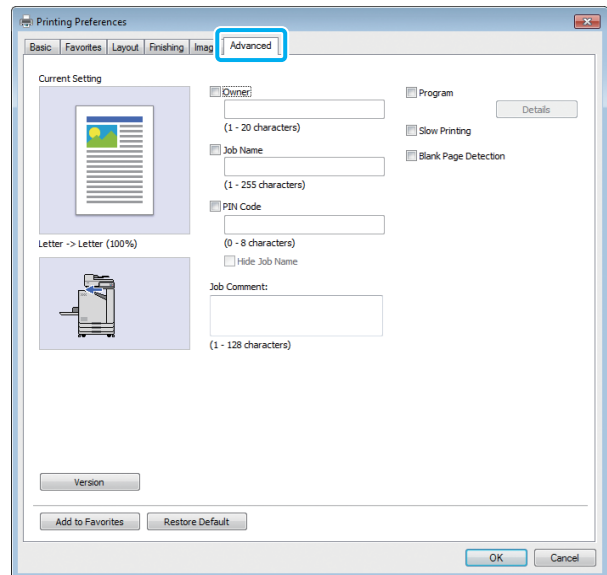 Printing Preferences
Basic Favorites Layout Finishing Imag Advanced
Current Setting
Letter -> Letter (100%)
Owner
(1 - 20 characters)
Job Name
(1 - 255 characters)
PIN Code
(0 - 8 characters)
Hide Job Name
Job Comment:
(1 - 128 characters)
Program
Details
Slow Printing
Blank Page Detection
Version
Add to Favorites Restore Default
OK Cancel